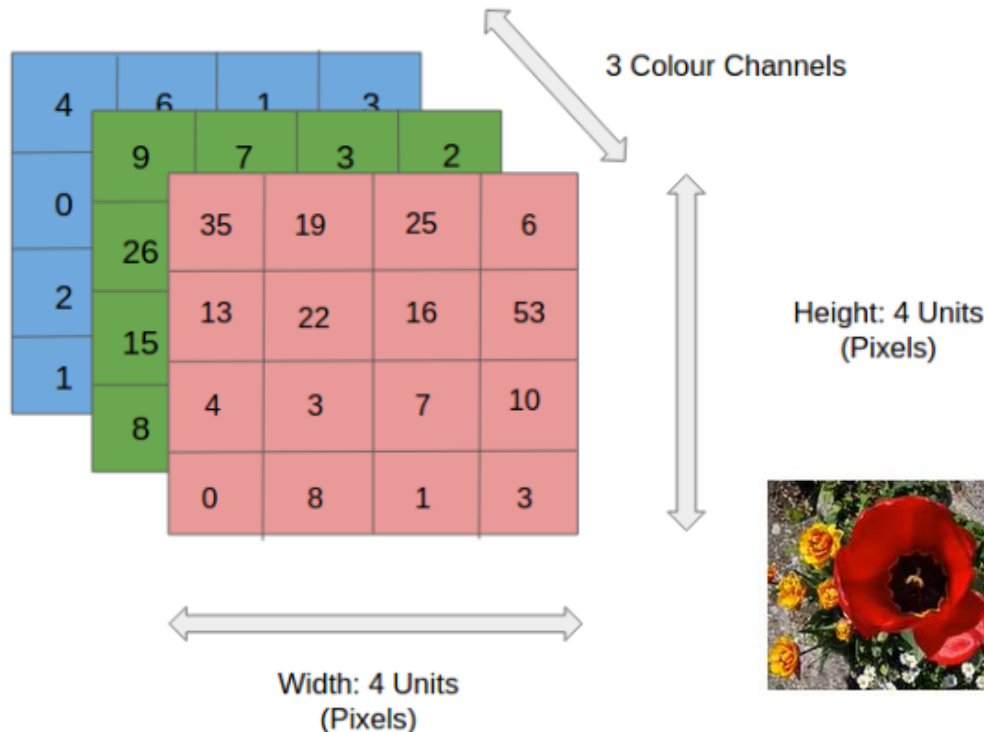 3 Colour Channels
4 6 1 3
9 7 3 2
0
35 19 25 6
26
2
13 22 16 53
Height: 4 Units
(Pixels)
15
1
4 3 7 10
8
0 8 1 3
Width: 4 Units
(Pixels)